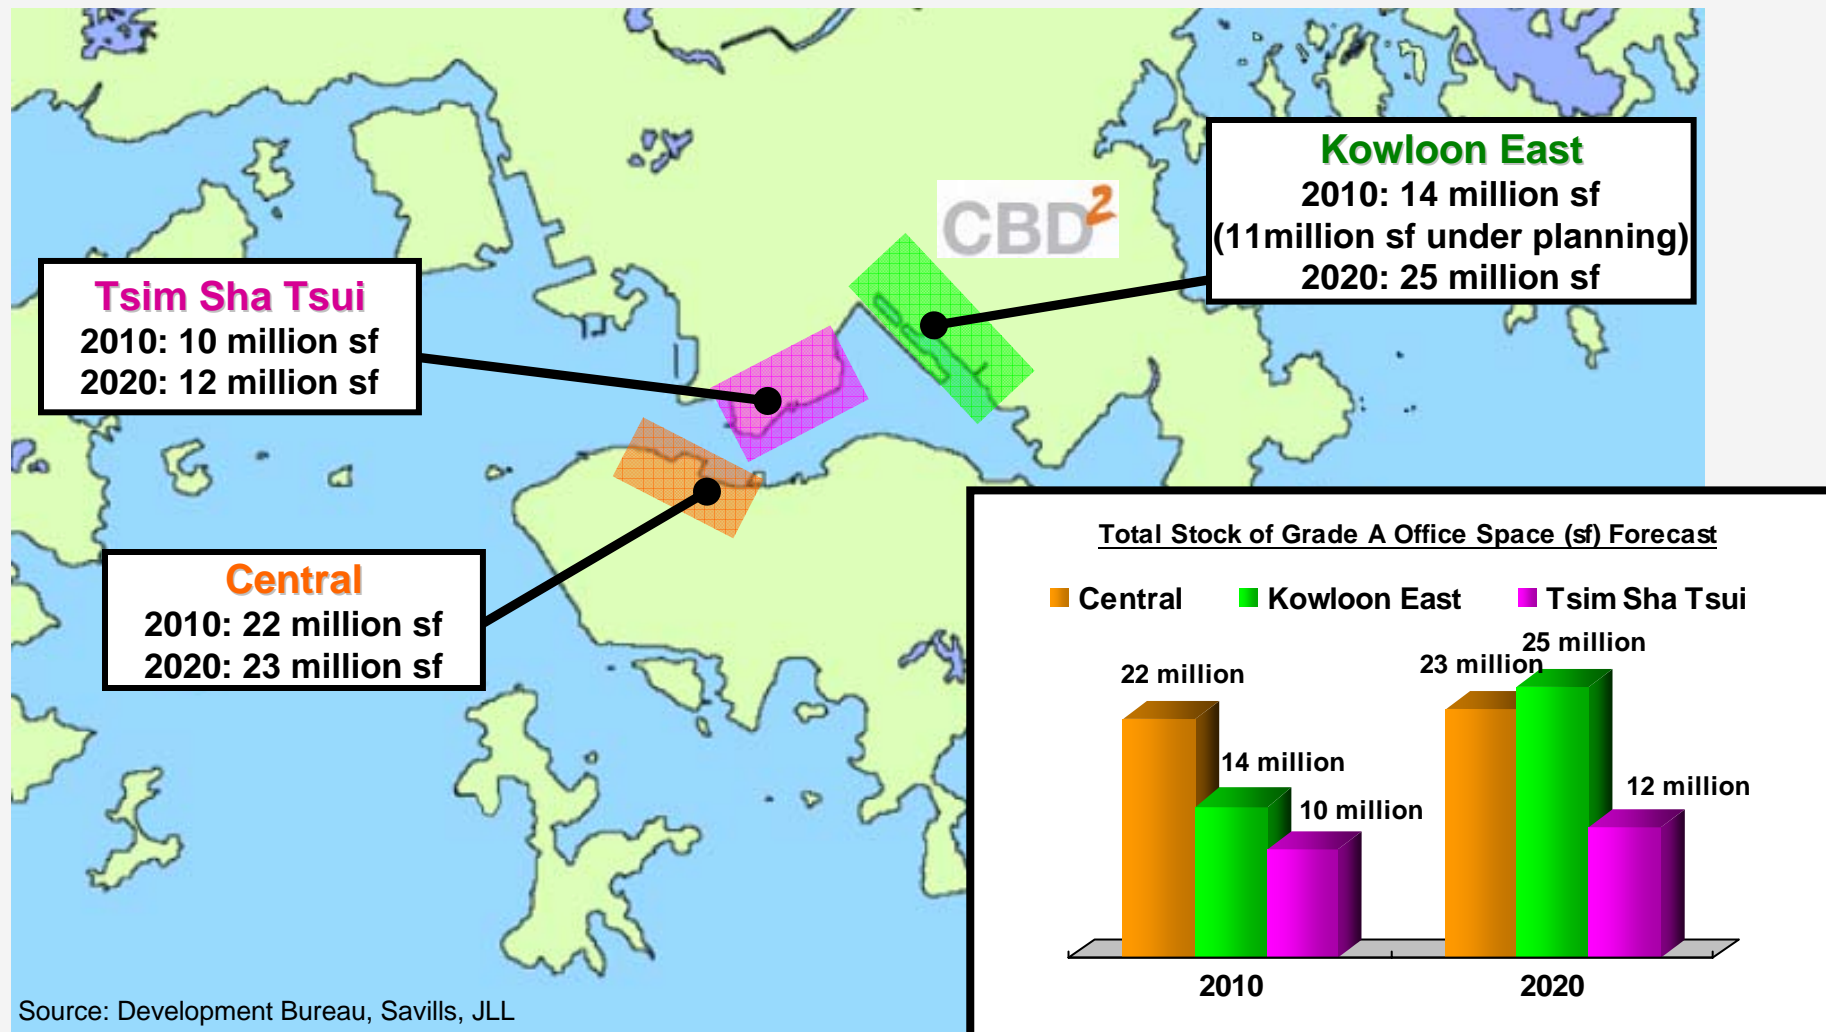 CBD2
Kowloon East
2010: 14 million sf
(11million sf under planning)
2020: 25 million sf
Tsim Sha Tsui
2010: 10 million sf
2020: 12 million sf
Central
2010: 22 million sf
2020: 23 million sf
Total Stock of Grade A Office Space (sf) Forecast
Central
Kowloon East
Tsim Sha Tsui
22 million
14 million
10 million
23 million
25 million
12 million
2010
2020
Source: Development Bureau, Savills, JLL